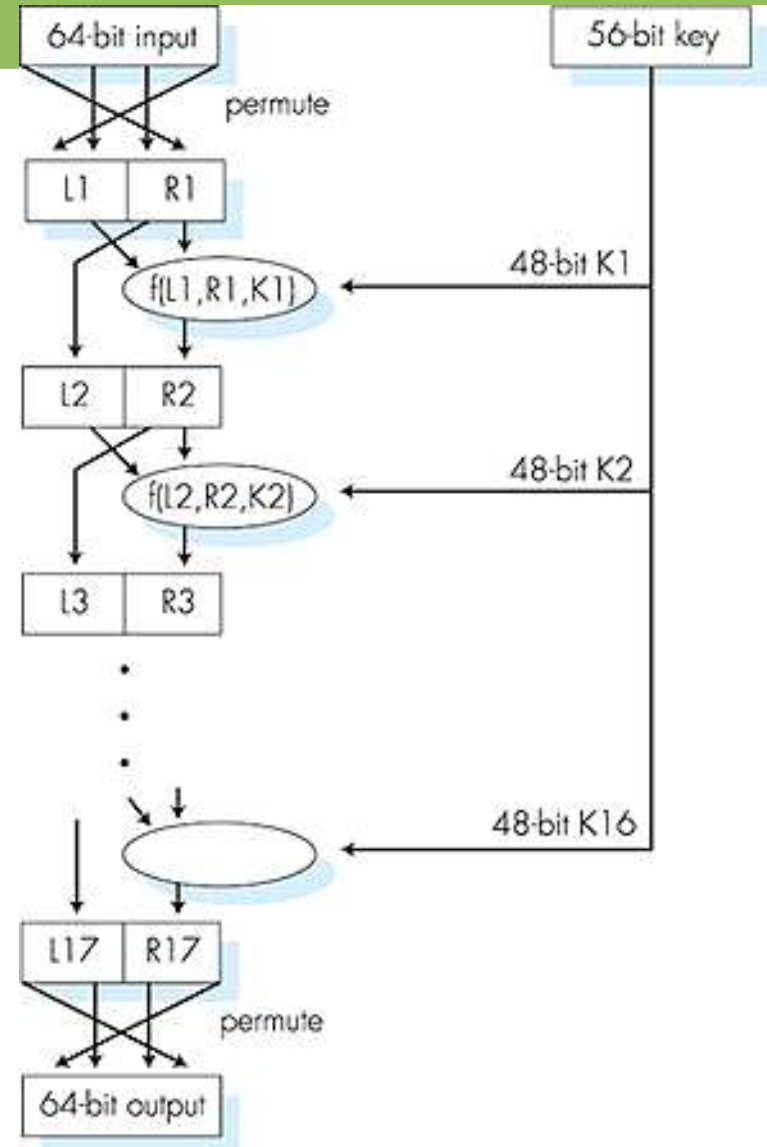 64-bit input
56-bit key
permute
L1 R1
48-bit K1
f(L1,R1,K1)
L2 R2
48-bit K2
f(L2,R2,K2)
L3 R3
48-bit K16
L17 R17
permute
64-bit output